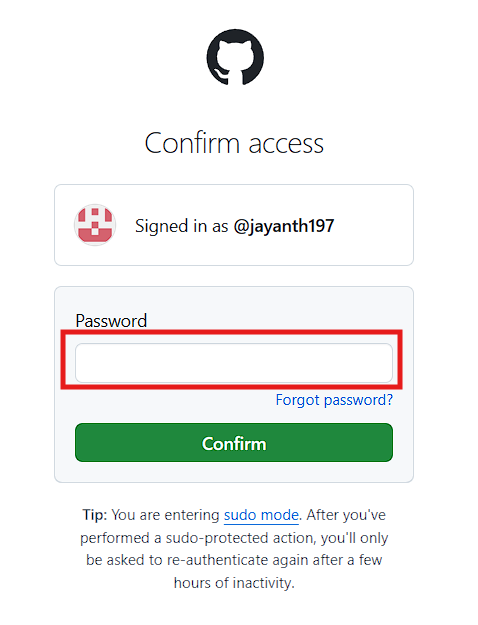 Confirm access
Signed in as @jayanth197
Password
Forgot password?
Confirm
Tip: You are entering sudo mode. After you've
performed a sudo-protected action, you'll only
be asked to re-authenticate again after a few
hours of inactivity.